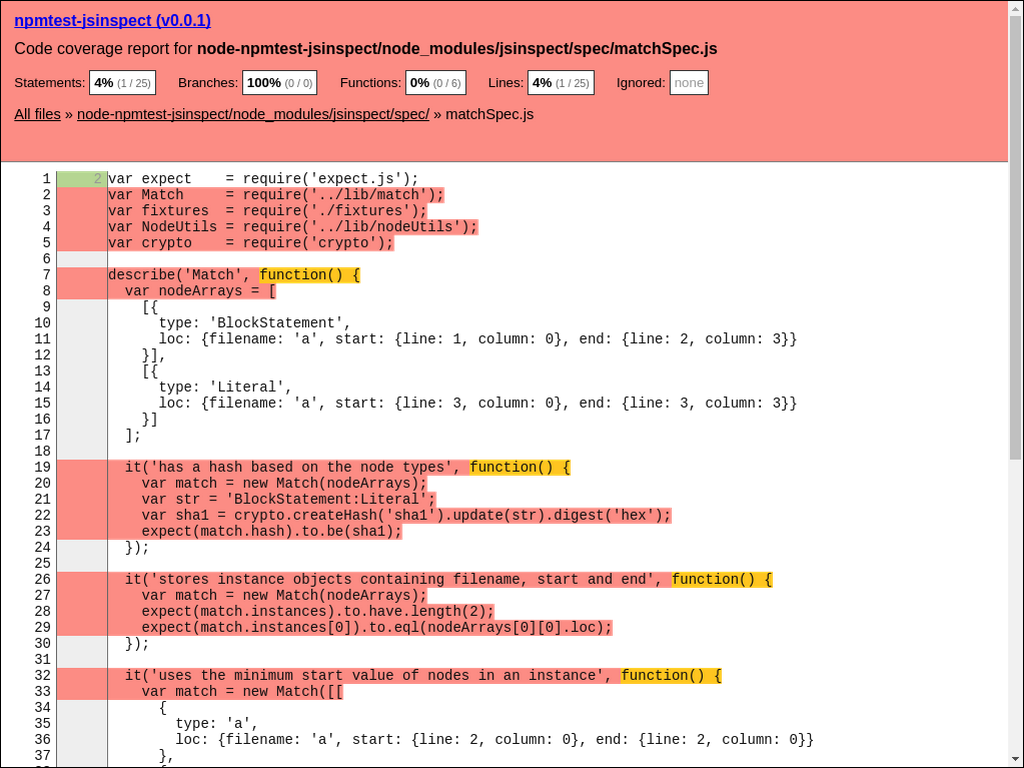 npmtest-jsinspect (v0.0.1)
Code coverage report for node-npmtest-jsinspect/node_modules/jsinspect/spec/matchSpec.js
Statements: 4% (1 / 25) Branches: 100% (0 / 0) Functions: 0% (0 / 6) Lines: 4% (1 / 25) Ignored: none
All files » node-npmtest-jsinspect/node_modules/jsinspect/spec/ » matchSpec.js
1 2 var expect    = require('expect.js');
2 var Match     = require('../lib/match');
3 var fixtures  = require('./fixtures');
4 var NodeUtils = require('../lib/nodeUtils');
5 var crypto    = require('crypto');
6
7 describe('Match', function() {
8   var nodeArrays = [
9     [{
10       type: 'BlockStatement',
11       loc: {filename: 'a', start: {line: 1, column: 0}, end: {line: 2, column: 3}}
12     }],
13     [{
14       type: 'Literal',
15       loc: {filename: 'a', start: {line: 3, column: 0}, end: {line: 3, column: 3}}
16     }]
17   ];
18
19   it('has a hash based on the node types', function() {
20     var match = new Match(nodeArrays);
21     var str = 'BlockStatement:Literal';
22     var sha1 = crypto.createHash('sha1').update(str).digest('hex');
23     expect(match.hash).to.be(sha1);
24   });
25
26   it('stores instance objects containing filename, start and end', function() {
27     var match = new Match(nodeArrays);
28     expect(match.instances).to.have.length(2);
29     expect(match.instances[0]).to.eql(nodeArrays[0][0].loc);
30   });
31
32   it('uses the minimum start value of nodes in an instance', function() {
33     var match = new Match([[
34       {
35         type: 'a',
36         loc: {filename: 'a', start: {line: 2, column: 0}, end: {line: 2, column: 0}}
37       },